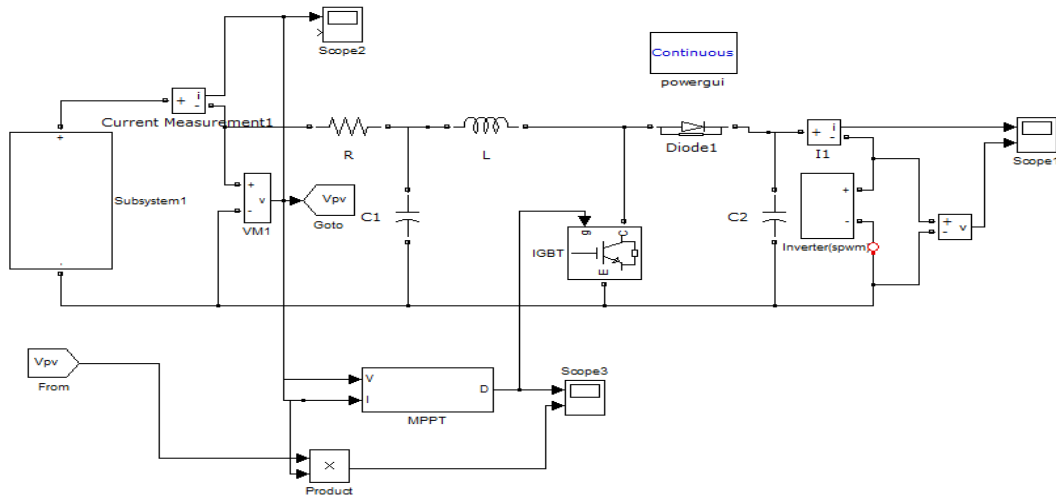 Scope2
Continuous
powergui
i
+
-
Current Measurement1
R
L
Diode1
+
i
-
I1
Scope1
+
-
Subsystem1
+
-
v
VM1
Vpv
Goto
C1
g
C
E
IGBT
C2
+
-
Inverter(spwm)
+
-
v
Vpv
From
V
I
D
MPPT
Scope3
×
Product